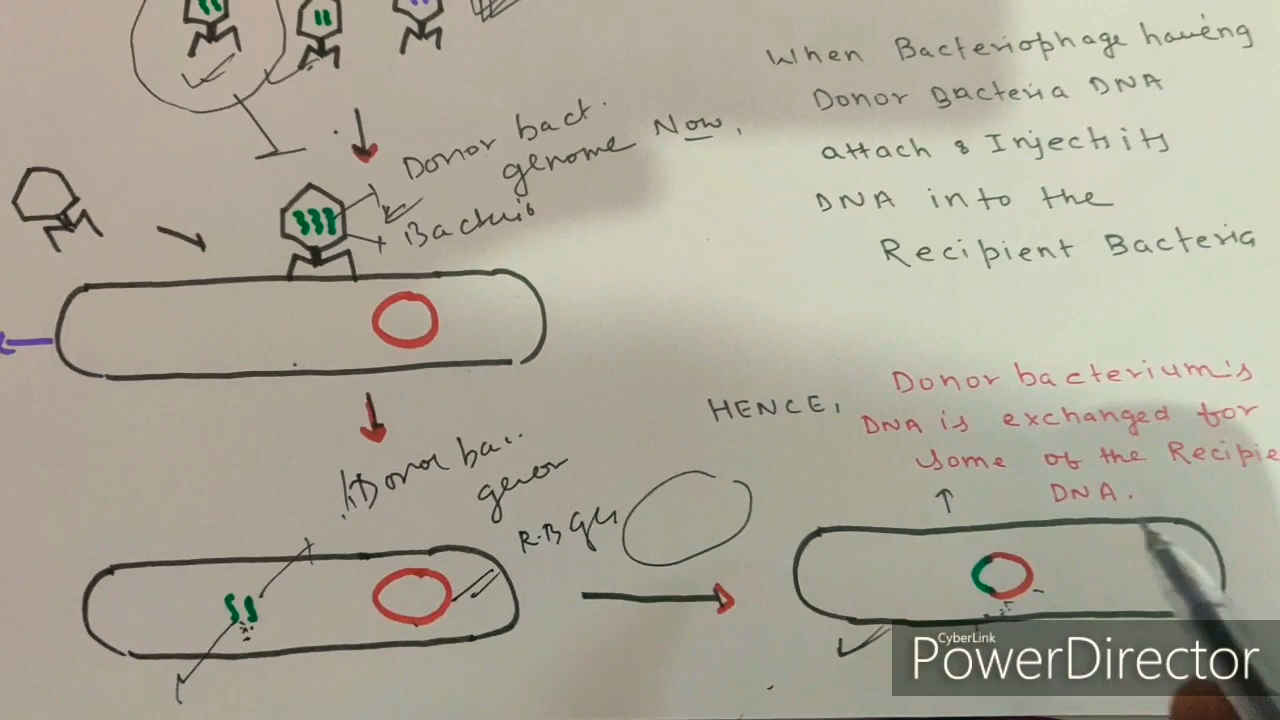 When Bacteriophage having
Donor Bacteria DNA
attach & Inject its
DNA into the
Recipient Bacteria
Donor bact.
genome Now,
HENCE,
Donor bacterium's
DNA is exchanged for
some of the Recipie
DNA.
Donor
R.B
CyberLink
PowerDirector